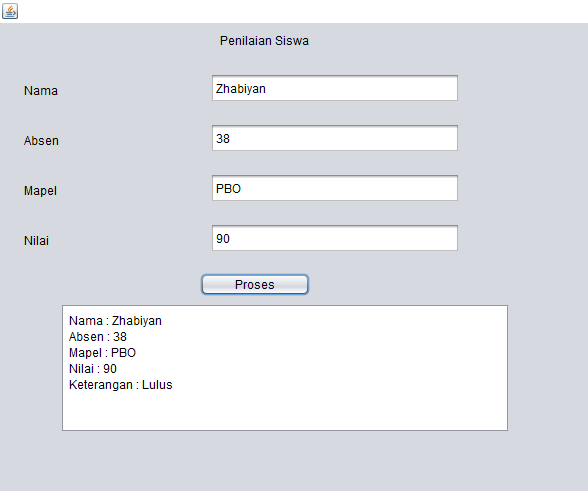 Penilaian Siswa
Nama Zhabiyan
Absen 38
Mapel PBO
Nilai 90
Proses
Nama : Zhabiyan
Absen : 38
Mapel : PBO
Nilai : 90
Keterangan : Lulus